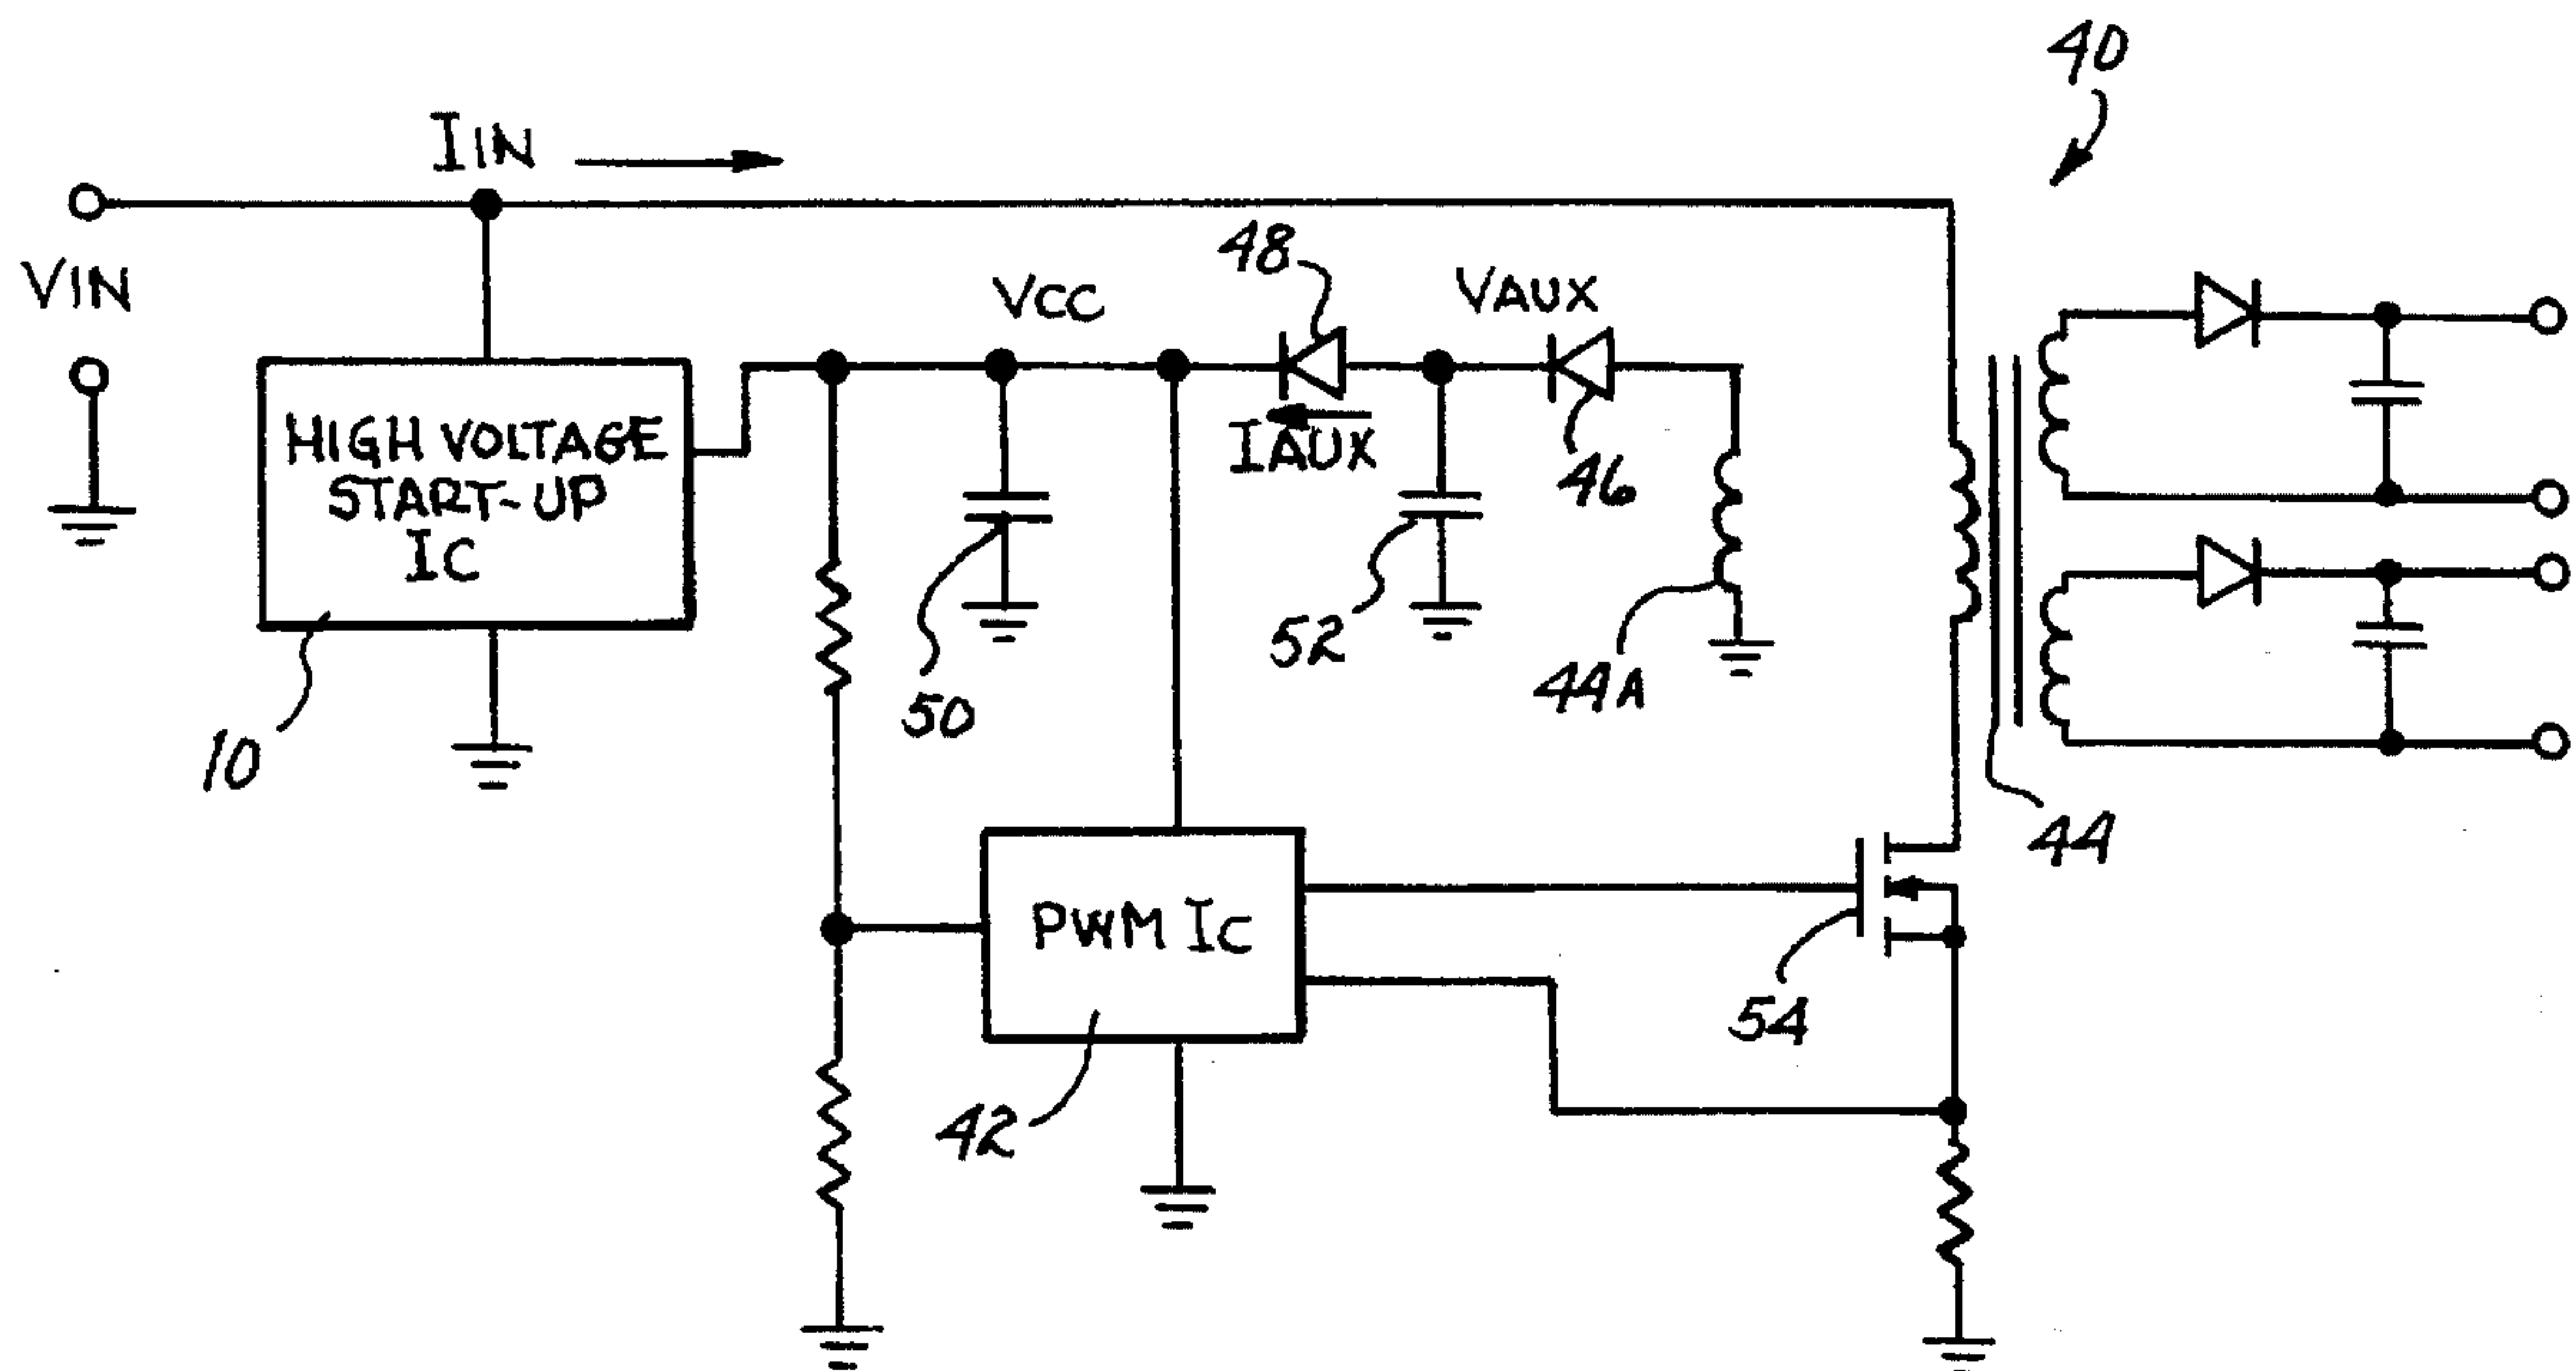 40
IIN
48
VIN
VCC
VAUX
HIGH VOLTAGE
START-UP
IC
IAUX
46
10
50
52
44A
44
PWM IC
54
42